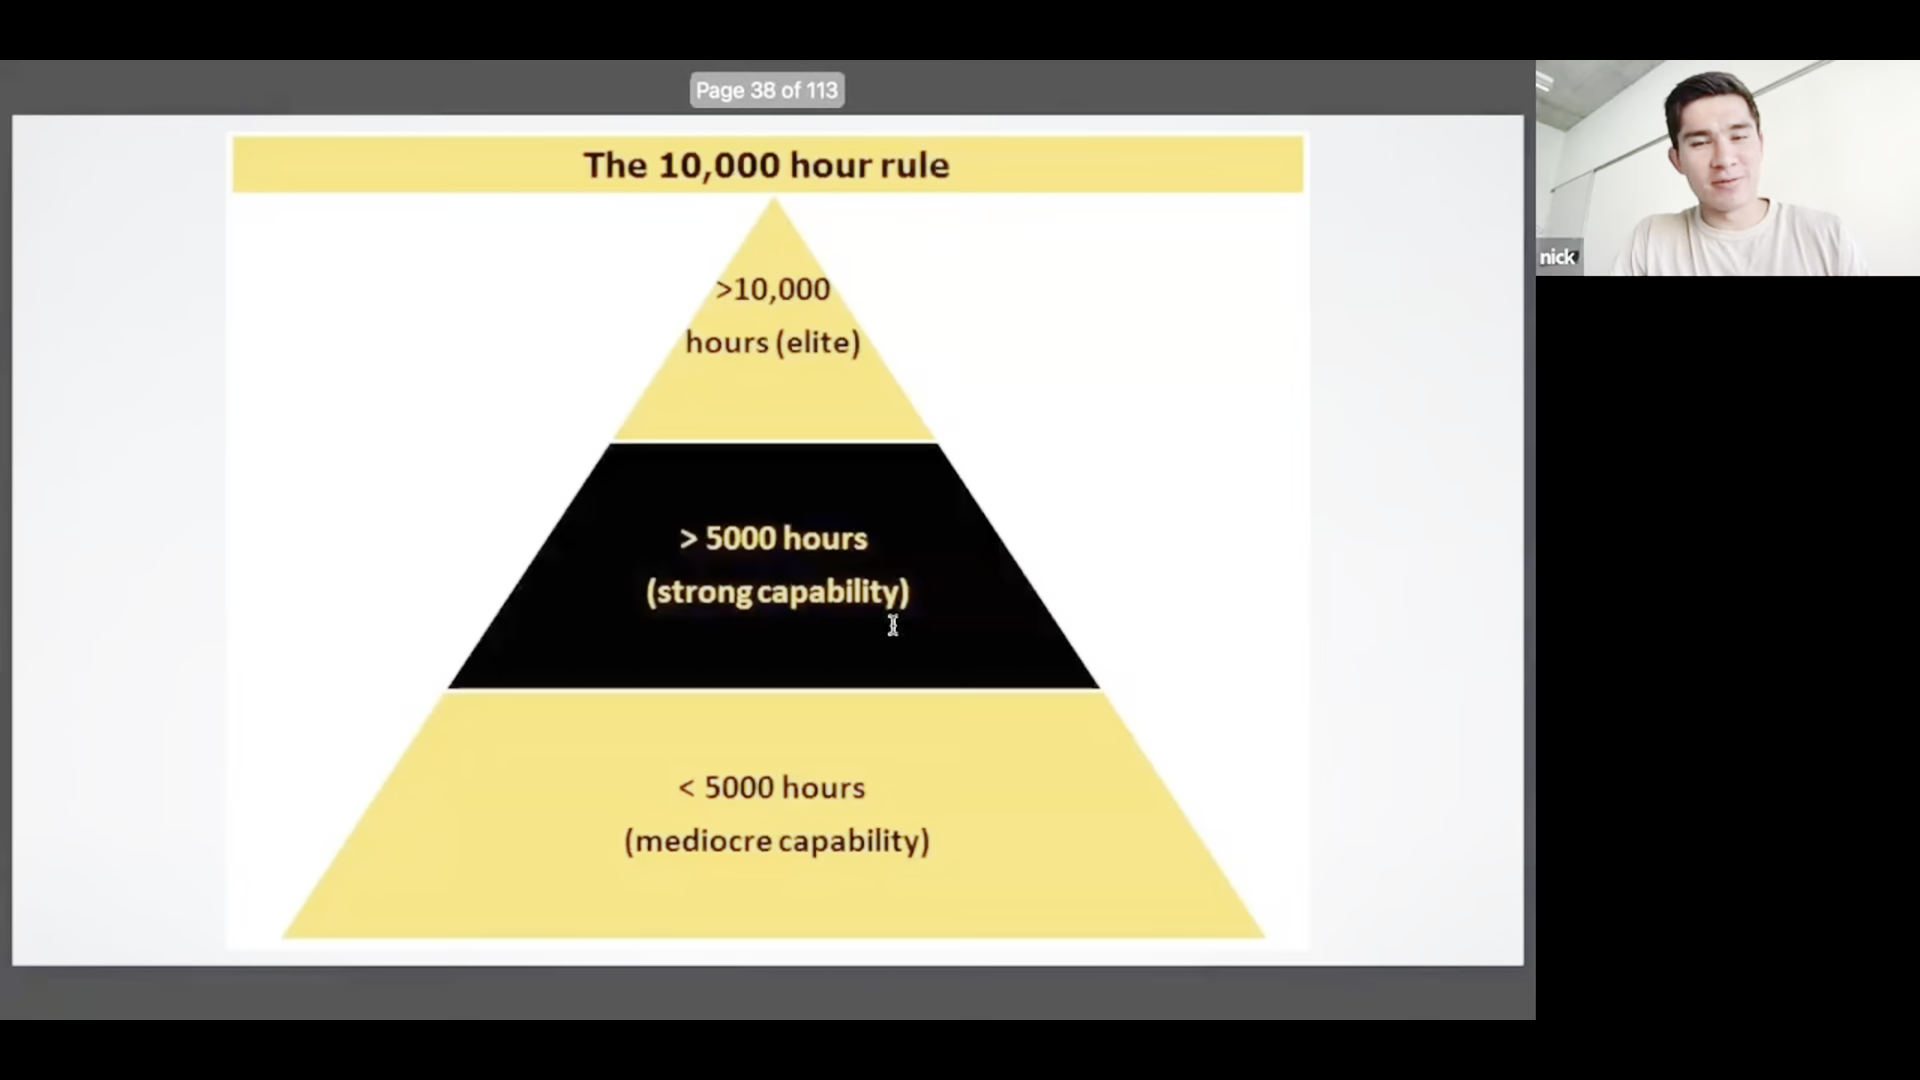 Page 38 of 113
The 10,000 hour rule
>10,000
hours (elite)
> 5000 hours
(strong capability)
< 5000 hours
(mediocre capability)
nick